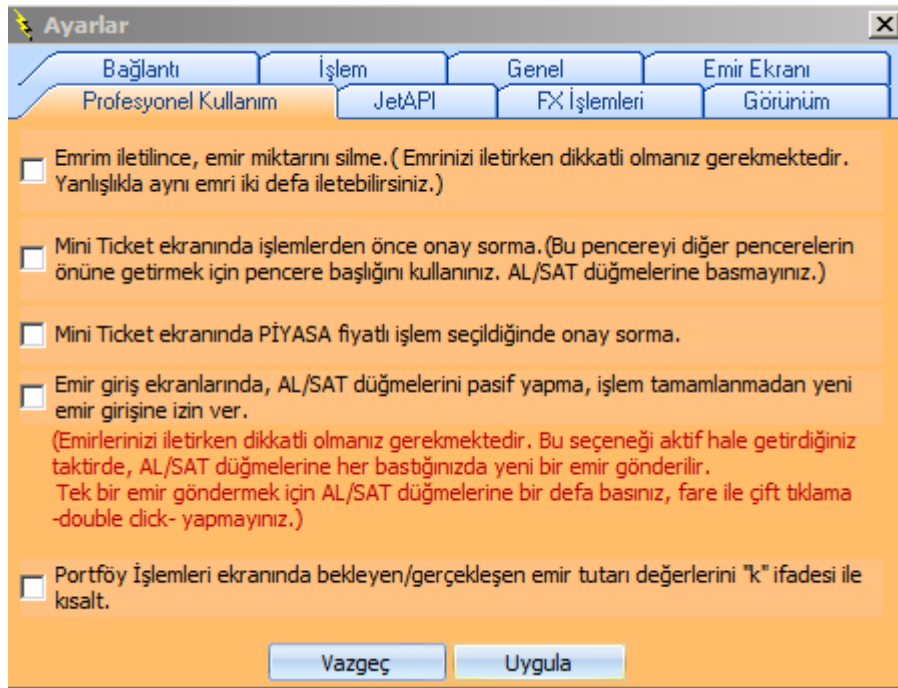 Ayarlar
Bağlantı İşlem Genel Emir Ekranı
Profesyonel Kullanım JetAPI FX İşlemleri Görünüm
Emrim iletilince, emir miktarını silme.( Emrinizi iletirken dikkatli olmanız gerekmektedir.
Yanlışlıkla aynı emri iki defa iletebilirsiniz.)
Mini Ticket ekranında işlemlerden önce onay sorma.(Bu pencereyi diğer pencerelerin
önüne getirmek için pencere başlığını kullanınız. AL/SAT düğmelerine basmayınız.)
Mini Ticket ekranında PİYASA fiyatlı işlem seçildiğinde onay sorma.
Emir giriş ekranlarında, AL/SAT düğmelerini pasif yapma, işlem tamamlanmadan yeni
emir girişine izin ver.
(Emirlerinizi iletirken dikkatli olmanız gerekmektedir. Bu seçeneği aktif hale getirdiğiniz
taktirde, AL/SAT düğmelerine her bastığınızda yeni bir emir gönderilir.
Tek bir emir göndermek için AL/SAT düğmelerine bir defa basınız, fare ile çift tıklama
-double click- yapmayınız.)
Portföy İşlemleri ekranında bekleyen/gerçekleşen emir tutarı değerlerini "k" ifadesi ile
kısalt.
Vazgeç Uygula